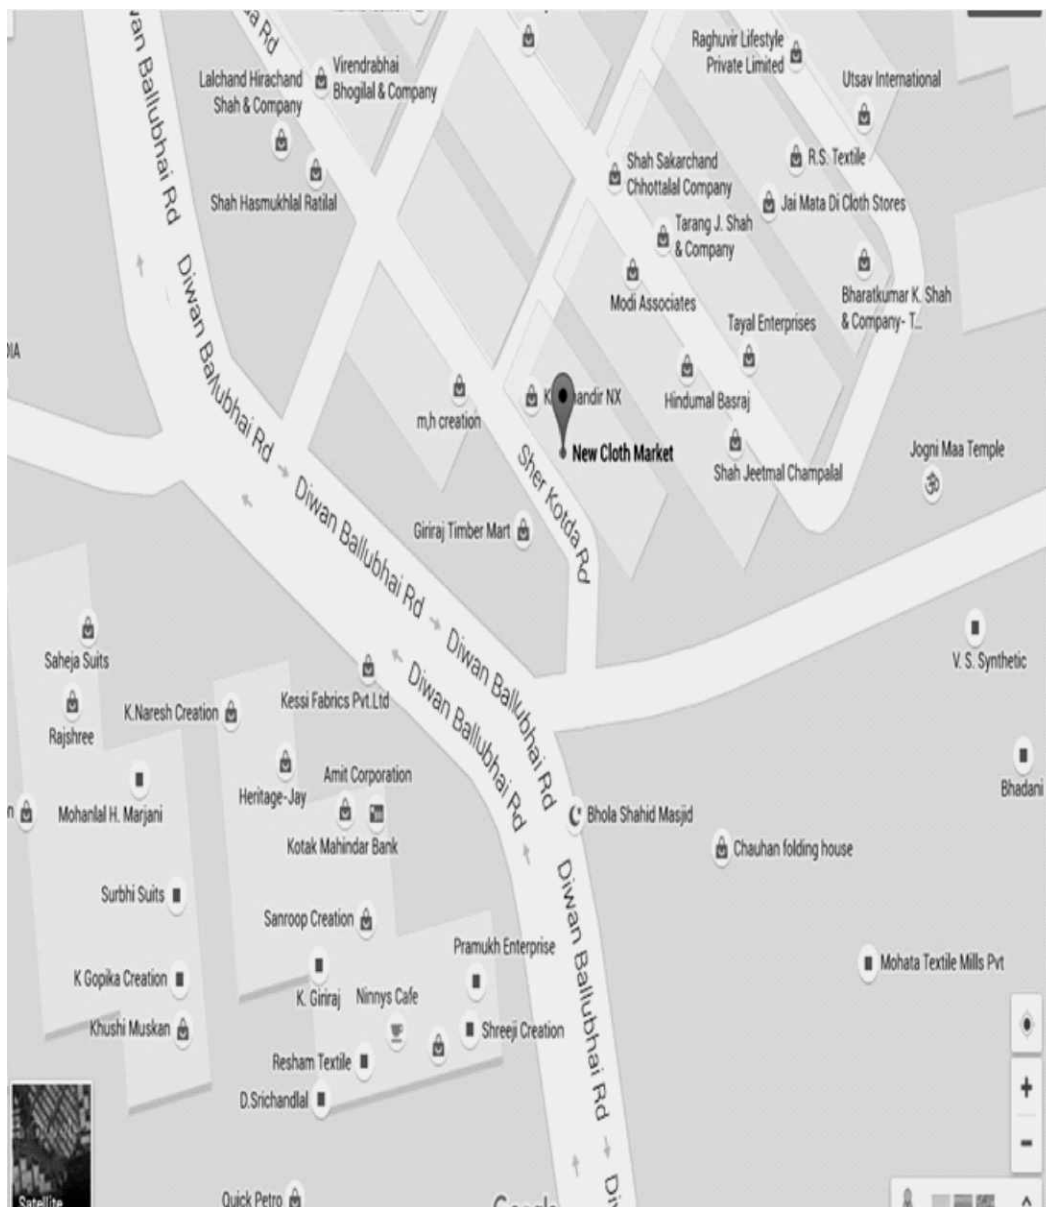 wan Ballubhai Rd
da Rd
Lalchand Hirachand
Shah & Company
Virendrabhai
Bhogilal & Company
Shah Hasmukhlal Ratilal
Raghuvir Lifestyle
Private Limited
Utsav International
R.S. Textile
Shah Sakarchand
Chhottalal Company
Jai Mata Di Cloth Stores
Tarang J. Shah
& Company
Modi Associates
Bharatkumar K. Shah
& Company- T...
Tayal Enterprises
Diwan Ballubhai Rd
DIA
m,h creation
K andir NX
Hindumal Basraj
New Cloth Market
Shah Jeetmal Champalal
Jogni Maa Temple
Sher Kotda Rd
Giriraj Timber Mart
Diwan Ballubhai Rd
Diwan Ballubhai Rd
Diwan Ballubhai Rd
Saheja Suits
Rajshree
K.Naresh Creation
Kessi Fabrics Pvt.Ltd
V. S. Synthetic
Bhadani
Mohanlal H. Marjani
Heritage-Jay
Amit Corporation
Kotak Mahindar Bank
Bhola Shahid Masjid
Chauhan folding house
Surbhi Suits
Sanroop Creation
Diwan Ballubhai Rd
Pramukh Enterprise
Mohata Textile Mills Pvt
K Gopika Creation
K. Giriraj
Ninnys Cafe
Khushi Muskan
Shreeji Creation
Resham Textile
D.Srichandlal
Quick Petro
Satellite
Google
Div